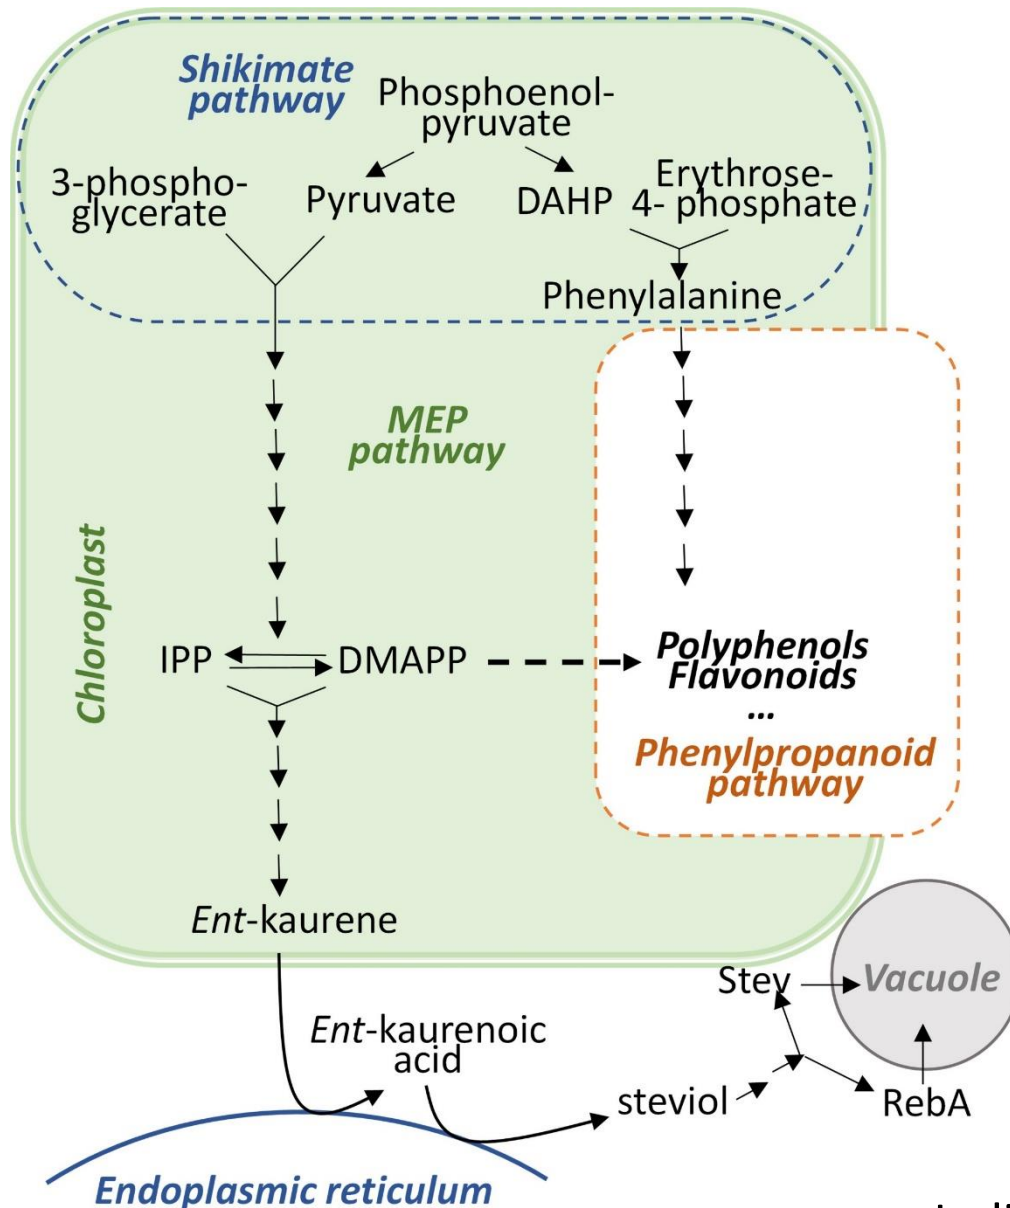 Shikimate
pathway
Phosphoenol-
pyruvate
3-phospho-
glycerate
Pyruvate
DAHP
Erythrose-
4- phosphate
Phenylalanine
MEP
pathway
Chloroplast
IPP
DMAPP
Polyphenols
Flavonoids
...
Phenylpropanoid
pathway
Ent-kaurene
Stev
Vacuole
Ent-kaurenoic
acid
steviol
RebA
Endoplasmic reticulum